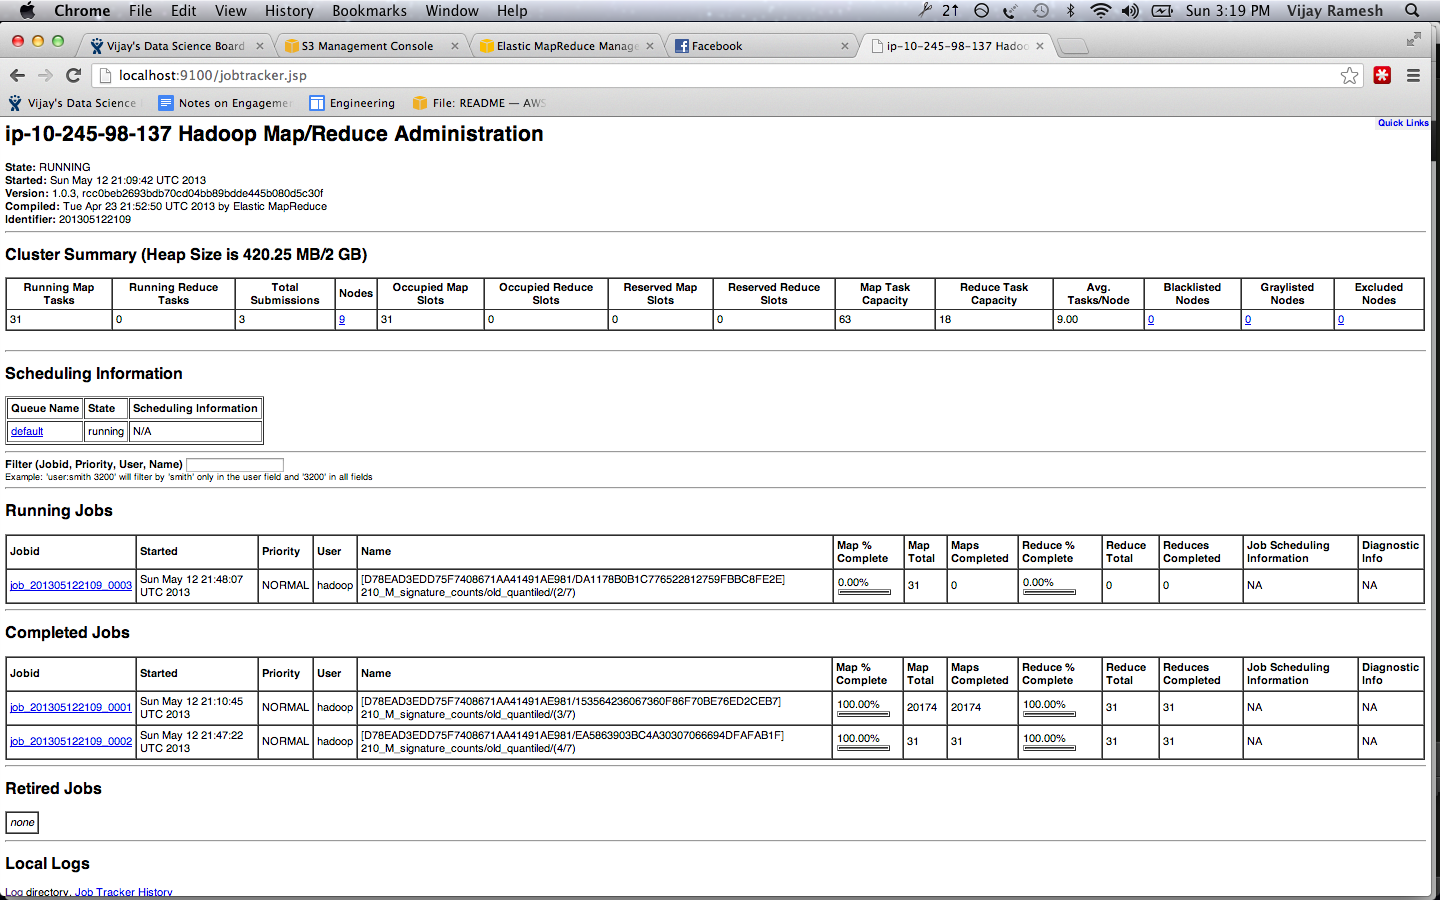 Chrome File Edit View History Bookmarks Window Help 2↑ Sun 3:19 PM Vijay Ramesh
Vijay's Data Science Board S3 Management Console Elastic MapReduce Manage Facebook ip-10-245-98-137 Hadoo
localhost:9100/jobtracker.jsp
Vijay's Data Science Notes on Engageme Engineering File: README — AWS
ip-10-245-98-137 Hadoop Map/Reduce Administration
Quick Links
State: RUNNING
Started: Sun May 12 21:09:42 UTC 2013
Version: 1.0.3, rcc0beb2693bdb70cd04bb89bdde445b080d5c30f
Compiled: Tue Apr 23 21:52:50 UTC 2013 by Elastic MapReduce
Identifier: 201305122109
Cluster Summary (Heap Size is 420.25 MB/2 GB)
Running Map Tasks Running Reduce Tasks Total Submissions Nodes Occupied Map Slots Occupied Reduce Slots Reserved Map Slots Reserved Reduce Slots Map Task Capacity Reduce Task Capacity Avg. Tasks/Node Blacklisted Nodes Graylisted Nodes Excluded Nodes
31 0 3 9 31 0 0 0 63 18 9.00 0 0 0
Scheduling Information
Queue Name State Scheduling Information
default running N/A
Filter (Jobid, Priority, User, Name)
Example: 'user:smith 3200' will filter by 'smith' only in the user field and '3200' in all fields
Running Jobs
Jobid Started Priority User Name Map % Complete Map Total Maps Completed Reduce % Complete Reduce Total Reduces Completed Job Scheduling Information Diagnostic Info
job_201305122109_0003 Sun May 12 21:48:07 UTC 2013 NORMAL hadoop [D78EAD3EDD75F7408671AA41491AE981/DA1178B0B1C776522812759FBBC8FE2E] 210_M_signature_counts/old_quantiled/(2/7) 0.00% 31 0 0.00% 0 0 NA NA
Completed Jobs
Jobid Started Priority User Name Map % Complete Map Total Maps Completed Reduce % Complete Reduce Total Reduces Completed Job Scheduling Information Diagnostic Info
job_201305122109_0001 Sun May 12 21:10:45 UTC 2013 NORMAL hadoop [D78EAD3EDD75F7408671AA41491AE981/153564236067360F86F70BE76ED2CEB7] 210_M_signature_counts/old_quantiled/(3/7) 100.00% 20174 20174 100.00% 31 31 NA NA
job_201305122109_0002 Sun May 12 21:47:22 UTC 2013 NORMAL hadoop [D78EAD3EDD75F7408671AA41491AE981/EA5863903BC4A30307066694DFAFAB1F] 210_M_signature_counts/old_quantiled/(4/7) 100.00% 31 31 100.00% 31 31 NA NA
Retired Jobs
none
Local Logs
Log directory, Job Tracker History